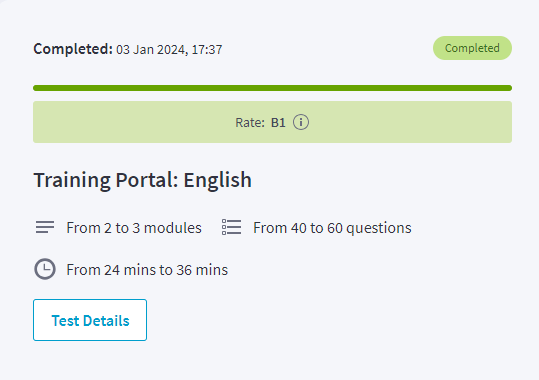 Completed: 03 Jan 2024, 17:37
Completed
Rate: B1
Training Portal: English
From 2 to 3 modules
From 40 to 60 questions
From 24 mins to 36 mins
Test Details